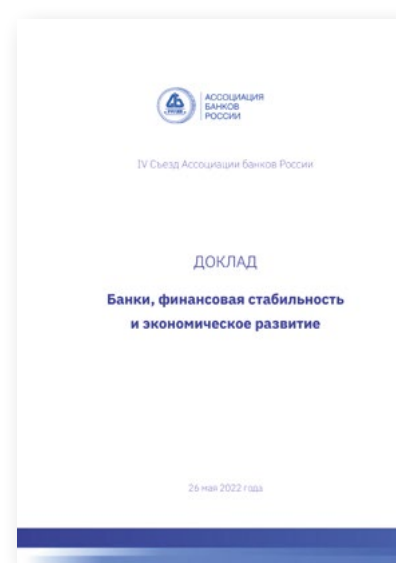 АССОЦИАЦИЯ
БАНКОВ
РОССИИ
IV Съезд Ассоциации банков России
ДОКЛАД
Банки, финансовая стабильность
и экономическое развитие
26 мая 2022 года